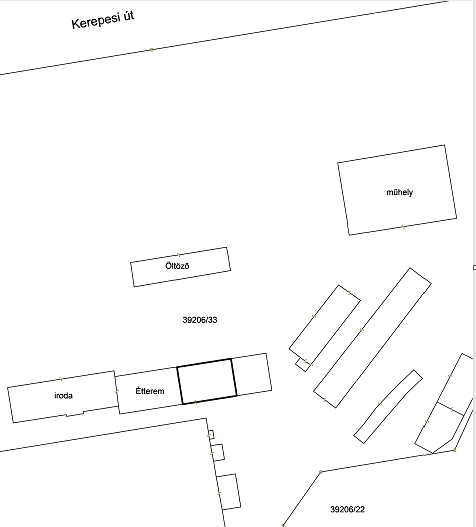 Kerepesi út
műhely
Öltöző
39206/33
iroda
Étterem
39206/22